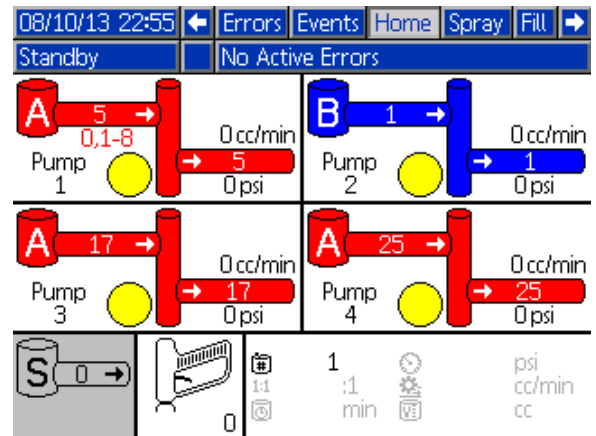 08/10/13 22:55 Errors Events Home Spray Fill
Standby No Active Errors
A 5
0,1-8
0 cc/min
Pump 1
5
0 psi
B 1
0 cc/min
Pump 2
1
0 psi
A 17
0 cc/min
Pump 3
17
0 psi
A 25
0 cc/min
Pump 4
25
0 psi
S 0
0
# 1 psi
1:1 :1 cc/min
min cc